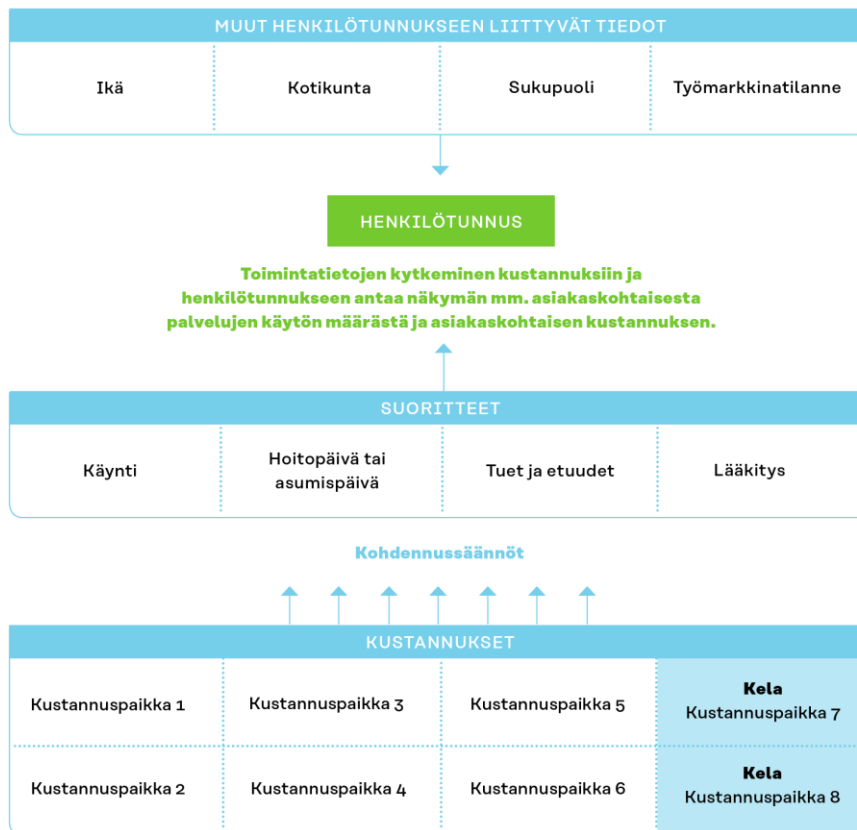 MUUT HENKILÖTUNNUKSEEN LIITTYVÄT TIEDOT
Ikä
Kotikunta
Sukupuoli
Työmarkkinatilanne
HENKILÖTUNNUS
Toimintatietojen kytkeminen kustannuksiin ja
henkilötunnukseen antaa näkymän mm. asiakaskohtaisesta
palvelujen käytön määrästä ja asiakaskohtaisen kustannuksen.
SUORITTEET
Käynti
Hoitopäivä tai
asumispäivä
Tuet ja etuudet
Lääkitys
Kohdennussäännöt
KUSTANNUKSET
Kustannuspaikka 1
Kustannuspaikka 3
Kustannuspaikka 5
Kela
Kustannuspaikka 7
Kustannuspaikka 2
Kustannuspaikka 4
Kustannuspaikka 6
Kela
Kustannuspaikka 8